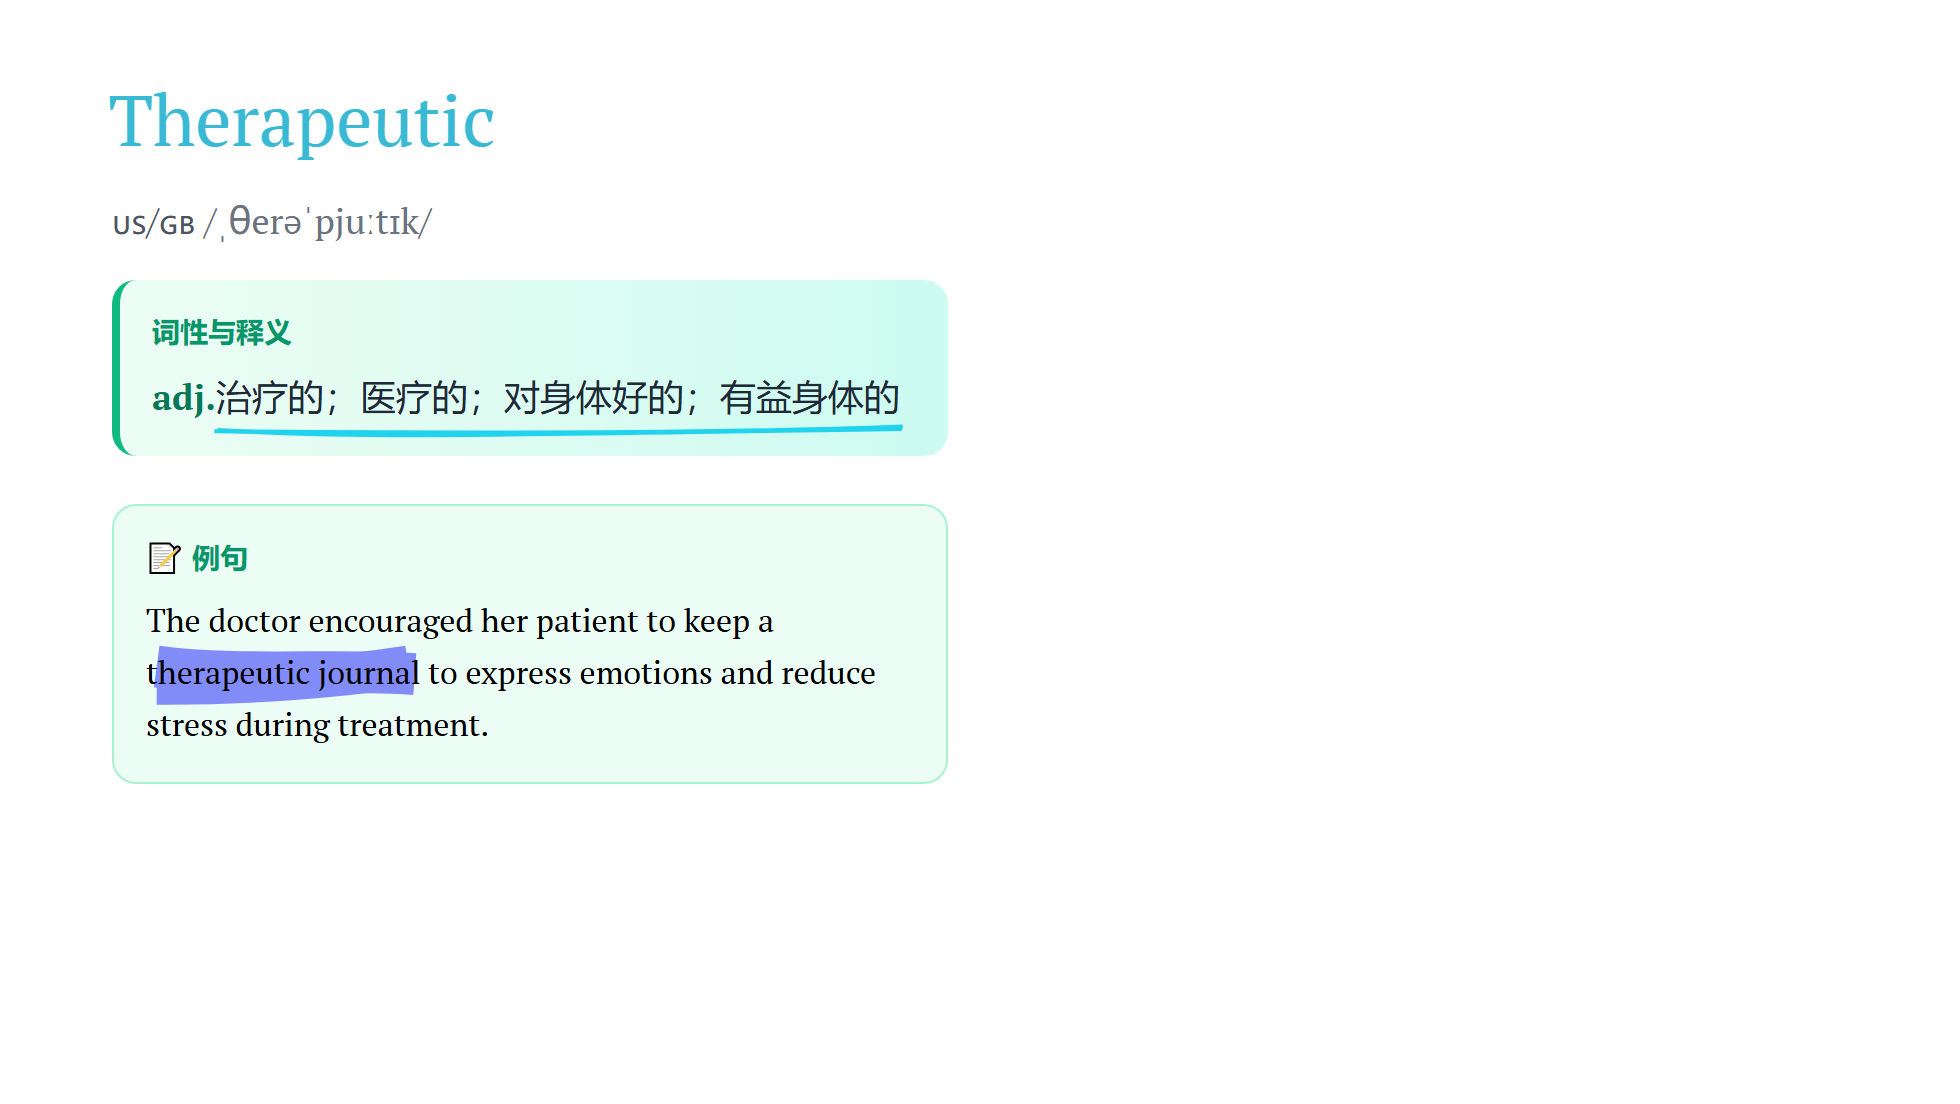 Therapeutic
US/GB /ˌθerəˈpjuːtɪk/
词性与释义
adj.治疗的；医疗的；对身体好的；有益身体的
📝 例句
The doctor encouraged her patient to keep a
therapeutic journal to express emotions and reduce
stress during treatment.